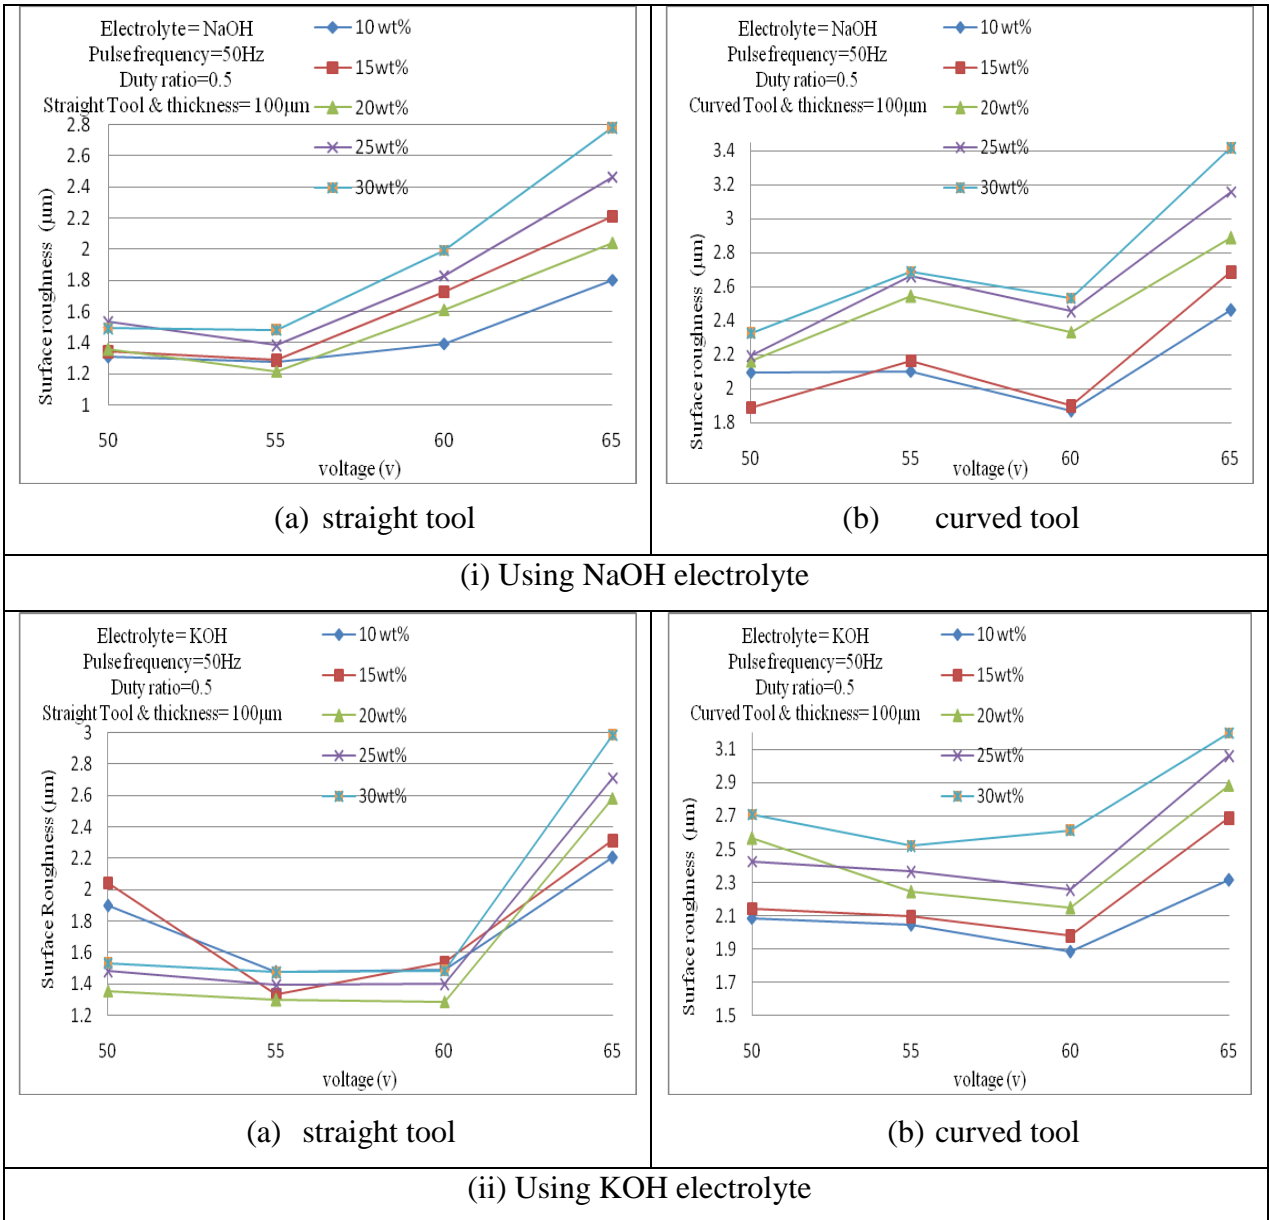 Electrolyte= NaOH
Pulse frequency=50Hz
Duty ratio=0.5
Straight Tool & thickness= 100μm
10 wt%
15wt%
20wt%
25wt%
30wt%
2.8
2.6
2.4
2.2
2
1.8
1.6
1.4
1.2
1
Surface roughness (μm)
50 55 60 65
voltage (v)
(a) straight tool
Electrolyte= NaOH
Pulse frequency=50Hz
Duty ratio=0.5
Curved Tool & thickness= 100μm
10 wt%
15wt%
20wt%
25wt%
30wt%
3.4
3.2
3
2.8
2.6
2.4
2.2
2
1.8
Surface roughness (μm)
50 55 60 65
voltage (v)
(b) curved tool
(i) Using NaOH electrolyte
Electrolyte= KOH
Pulse frequency=50Hz
Duty ratio=0.5
Straight Tool & thickness= 100μm
10 wt%
15wt%
20wt%
25wt%
30wt%
3
2.8
2.6
2.4
2.2
2
1.8
1.6
1.4
1.2
Surface Roughness (μm)
50 55 60 65
voltage (v)
(a) straight tool
Electrolyte= KOH
Pulse frequency=50Hz
Duty ratio=0.5
Curved Tool & thickness= 100μm
10 wt%
15wt%
20wt%
25wt%
30wt%
3.1
2.9
2.7
2.5
2.3
2.1
1.9
1.7
1.5
Surface roughness (μm)
50 55 60 65
voltage (v)
(b) curved tool
(ii) Using KOH electrolyte